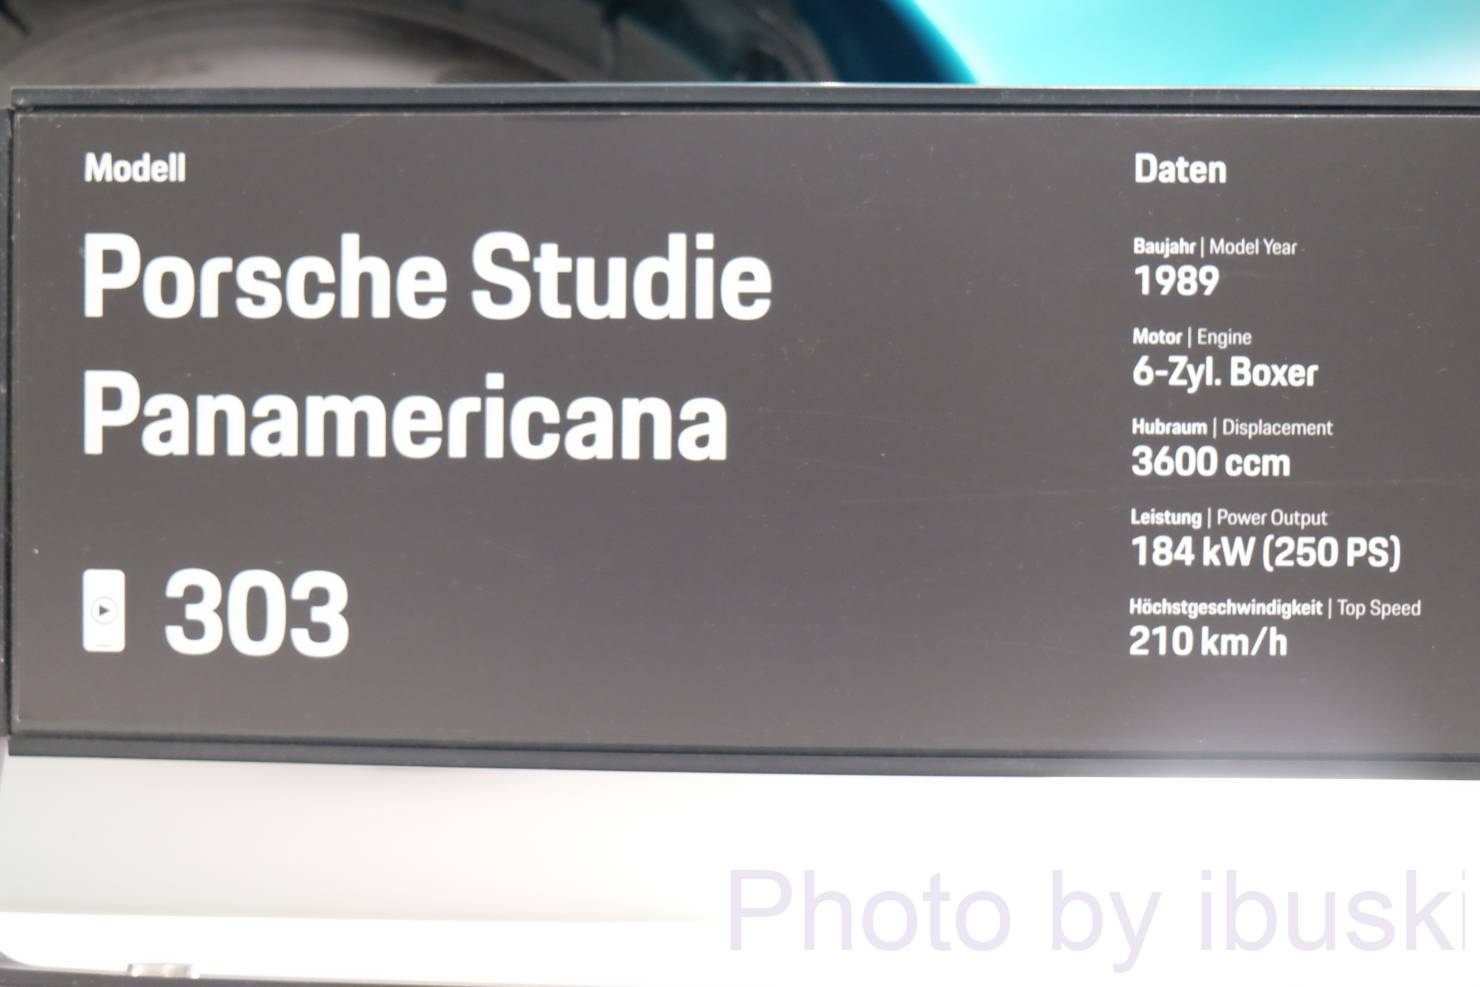 Modell
Porsche Studie
Panamericana
303
Daten
Baujahr | Model Year
1989
Motor | Engine
6-Zyl. Boxer
Hubraum | Displacement
3600 ccm
Leistung | Power Output
184 kW (250 PS)
Höchstgeschwindigkeit | Top Speed
210 km/h
Photo by ibuski